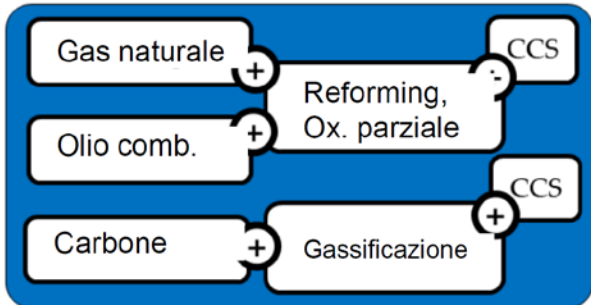 Gas naturale
+
CCS
-
Reforming,
Ox. parziale
+
Olio comb.
CCS
+
Carbone
+
Gassificazione